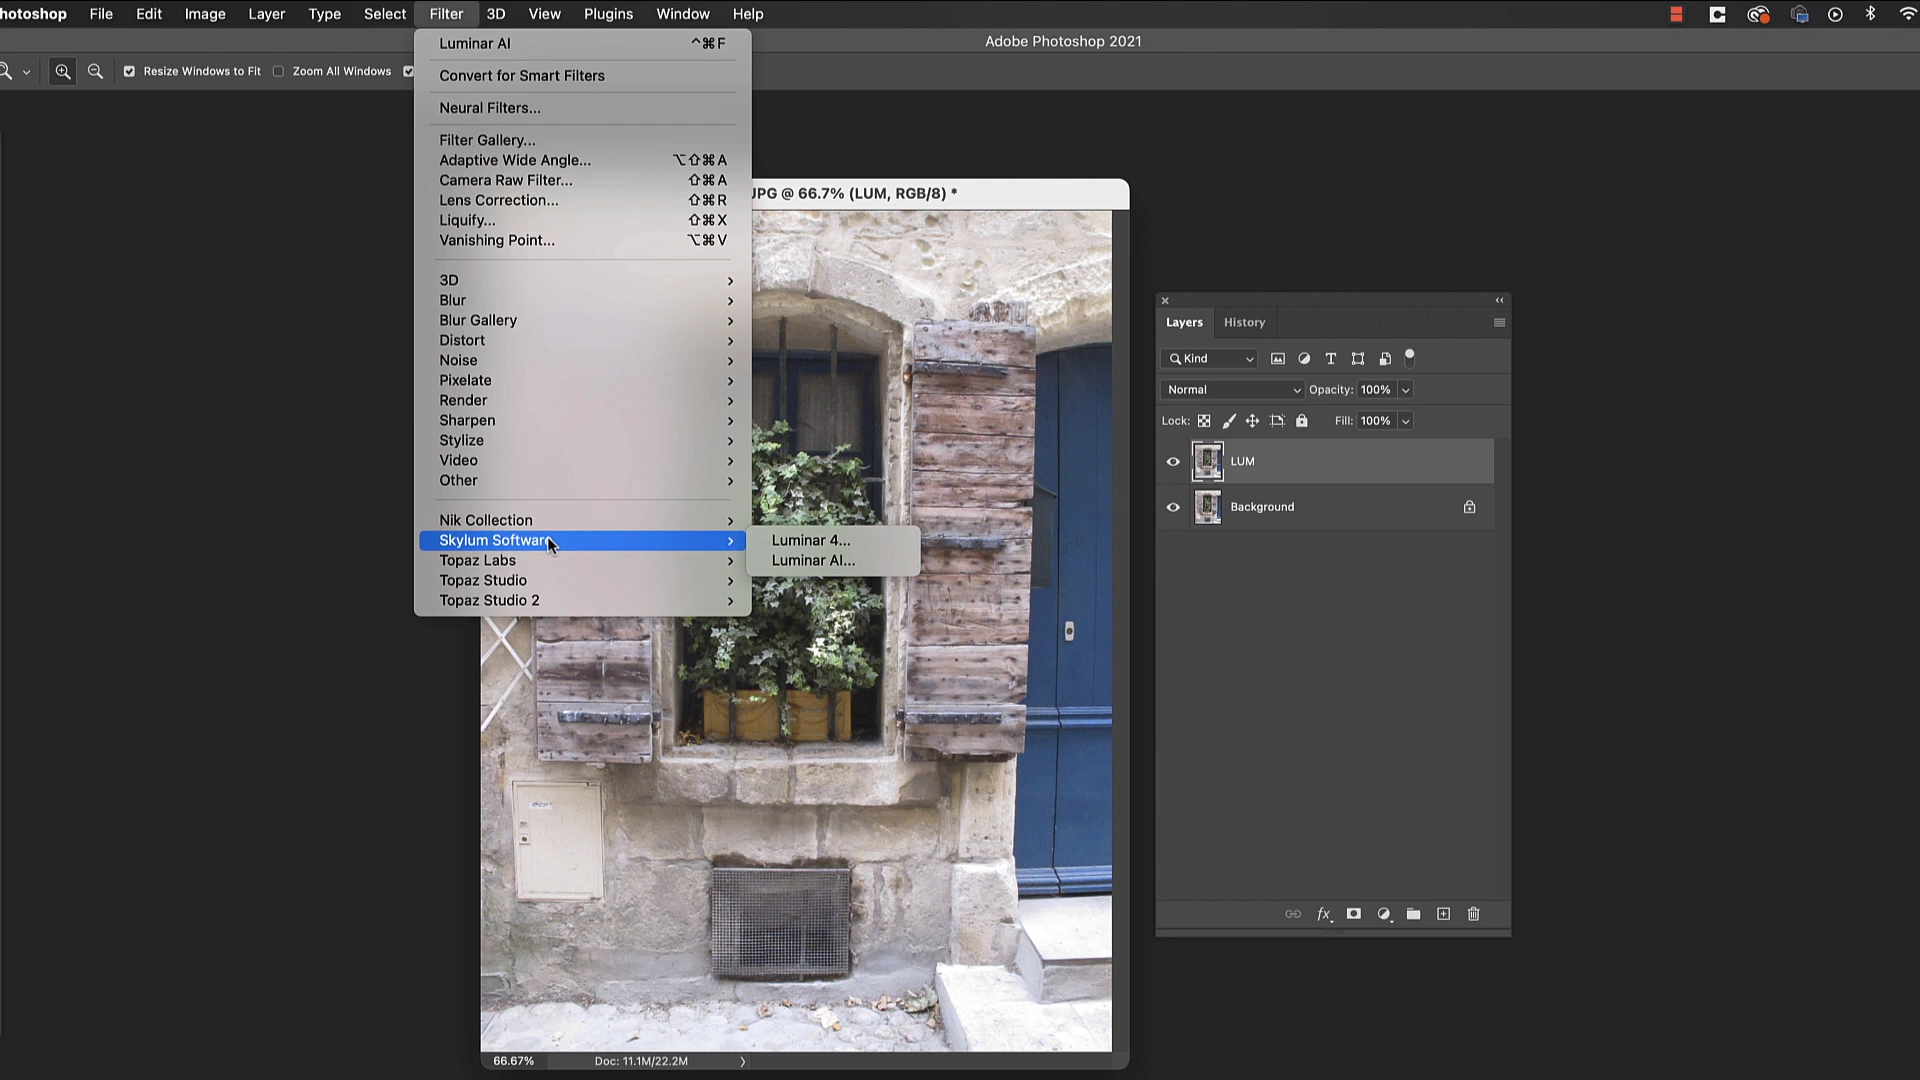 hotoshop File Edit Image Layer Type Select Filter 3D View Plugins Window Help
Adobe Photoshop 2021
Resize Windows to Fit Zoom All Windows
Luminar AI ^⌘F
Convert for Smart Filters
Neural Filters...
Filter Gallery...
Adaptive Wide Angle... ⌥⇧⌘A
Camera Raw Filter... ⇧⌘A
Lens Correction... ⇧⌘R
Liquify... ⇧⌘X
Vanishing Point... ⌥⌘V
3D
Blur
Blur Gallery
Distort
Noise
Pixelate
Render
Sharpen
Stylize
Video
Other
Nik Collection
Skylum Software
Topaz Labs
Topaz Studio
Topaz Studio 2
Luminar 4...
Luminar AI...
JPG @ 66.7% (LUM, RGB/8) *
Layers History
Kind
Normal Opacity: 100%
Lock: Fill: 100%
LUM
Background
fx
66.67% Doc: 11.1M/22.2M